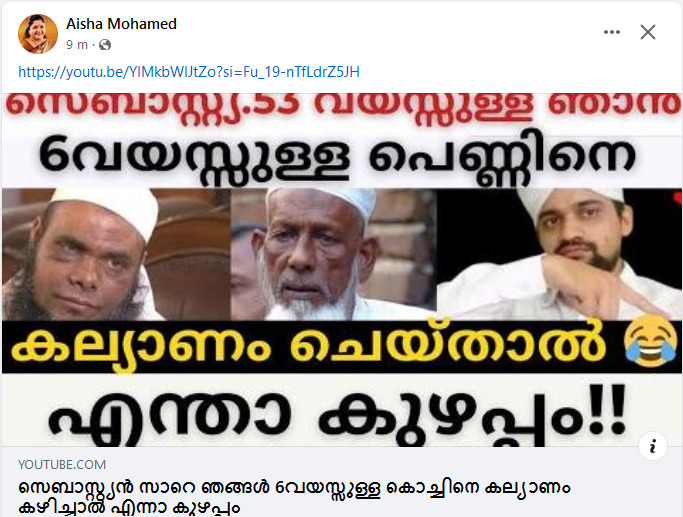 Aisha Mohamed
9 m
https://youtu.be/YlMkbWlJtZo?si=Fu_19-nTfLdrZ5JH
സെബാസ്റ്റ്യ.53 വയസ്സുള്ള ഞാൻ
6വയസ്സുള്ള പെണ്ണിനെ
കല്യാണം ചെയ്താൽ 😂
എന്താ കുഴപ്പം!!
YOUTUBE.COM
സെബാസ്റ്റ്യൻ സാറെ ഞങ്ങൾ 6വയസ്സുള്ള കൊച്ചിനെ കല്യാണം
കഴിച്ചാൽ എന്നാ കുഴപ്പം